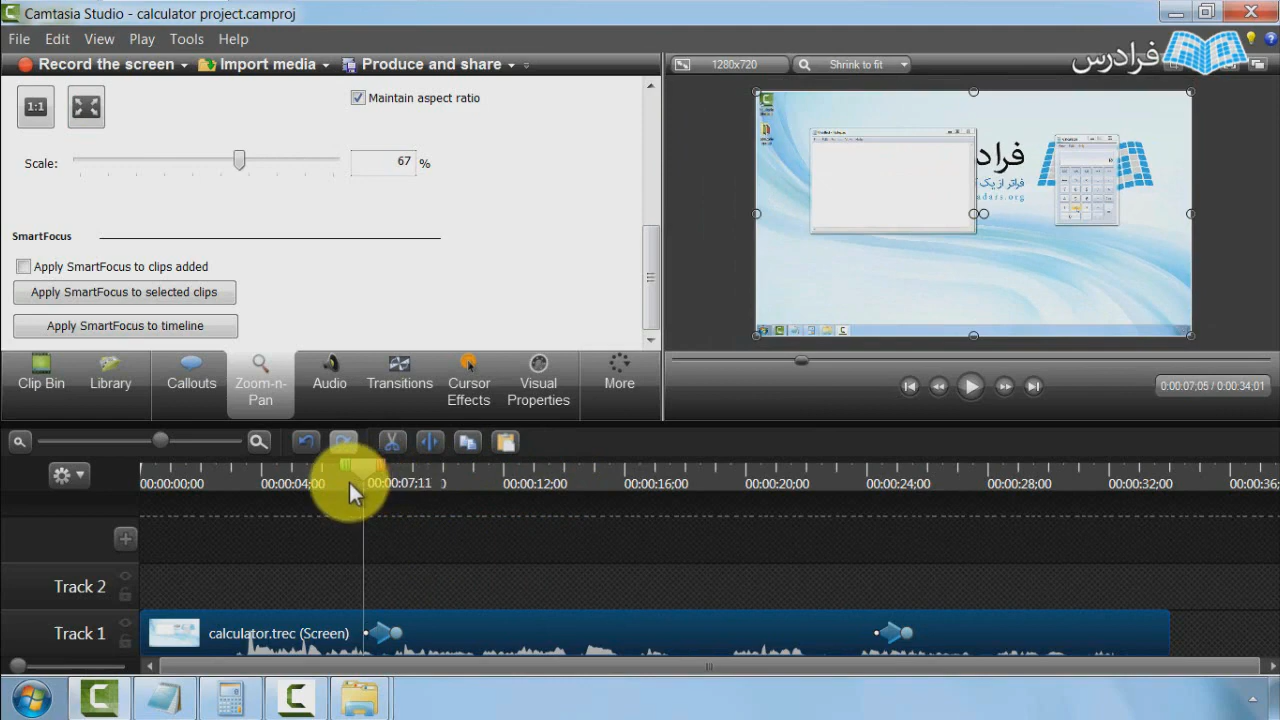 Camtasia Studio - calculator project.camproj
File Edit View Play Tools Help
Record the screen Import media Produce and share
1280x720 Shrink to fit
فرادرس
1:1
Maintain aspect ratio
Scale: 67 %
SmartFocus
Apply SmartFocus to clips added
Apply SmartFocus to selected clips
Apply SmartFocus to timeline
فرادر
Clip Bin Library Callouts Zoom-n-Pan Audio Transitions Cursor Effects Visual Properties More
0:00:07;05 / 0:00:34;01
00:00:00;00 00:00:04;00 00:00:07;11 00:00:12;00 00:00:16;00 00:00:20;00 00:00:24;00 00:00:28;00 00:00:32;00 00:00:36;
Track 2
Track 1 calculator.trec (Screen)